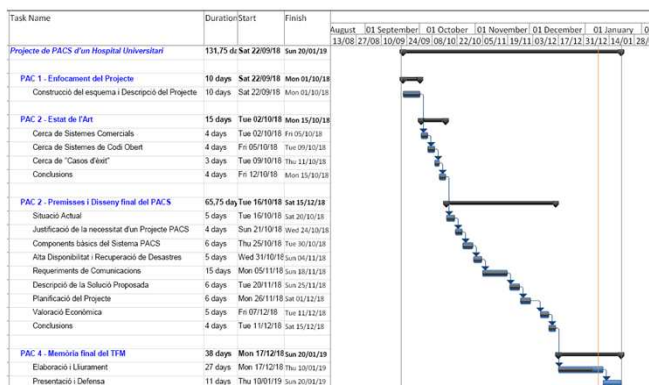 Task Name Duration Start Finish
August 01 September 01 October 01 November 01 December 01 January
13/08 27/08 10/09 24/09 08/10 22/10 05/11 19/11 03/12 17/12 31/12 14/01 28/
Projecte de PACS d'un Hospital Universitari 131,75 da Sat 22/09/18 Sun 20/01/19
PAC 1 - Enfocament del Projecte 10 days Sat 22/09/18 Mon 01/10/18
Construcció del esquema i Descripció del Projecte 10 days Sat 22/09/18 Mon 01/10/18
PAC 2 - Estat de l'Art 15 days Tue 02/10/18 Mon 15/10/18
Cerca de Sistemes Comercials 4 days Tue 02/10/18 Fri 05/10/18
Cerca de Sistemes de Codi Obert 4 days Fri 05/10/18 Tue 09/10/18
Cerca de "Casos d'èxit" 3 days Tue 09/10/18 Thu 11/10/18
Conclusions 4 days Fri 12/10/18 Mon 15/10/18
PAC 2 - Premisses i Disseny final del PACS 65,75 day Tue 16/10/18 Sat 15/12/18
Situació Actual 5 days Tue 16/10/18 Sat 20/10/18
Justificació de la necessitat d'un Projecte PACS 4 days Sun 21/10/18 Wed 24/10/18
Components bàsics del Sistema PACS 6 days Thu 25/10/18 Tue 30/10/18
Alta Disponibilitat i Recuperació de Desastres 5 days Wed 31/10/18 Sun 04/11/18
Requeriments de Comunicacions 15 days Mon 05/11/18 Sun 18/11/18
Descripció de la Solució Proposada 6 days Tue 20/11/18 Sun 25/11/18
Planificació del Projecte 6 days Mon 26/11/18 Sat 01/12/18
Valoració Econòmica 5 days Fri 07/12/18 Tue 11/12/18
Conclusions 4 days Tue 11/12/18 Sat 15/12/18
PAC 4 - Memòria final del TFM 38 days Mon 17/12/18 Sun 20/01/19
Elaboració i Lliurament 27 days Mon 17/12/18 Thu 10/01/19
Presentació i Defensa 11 days Thu 10/01/19 Sun 20/01/19